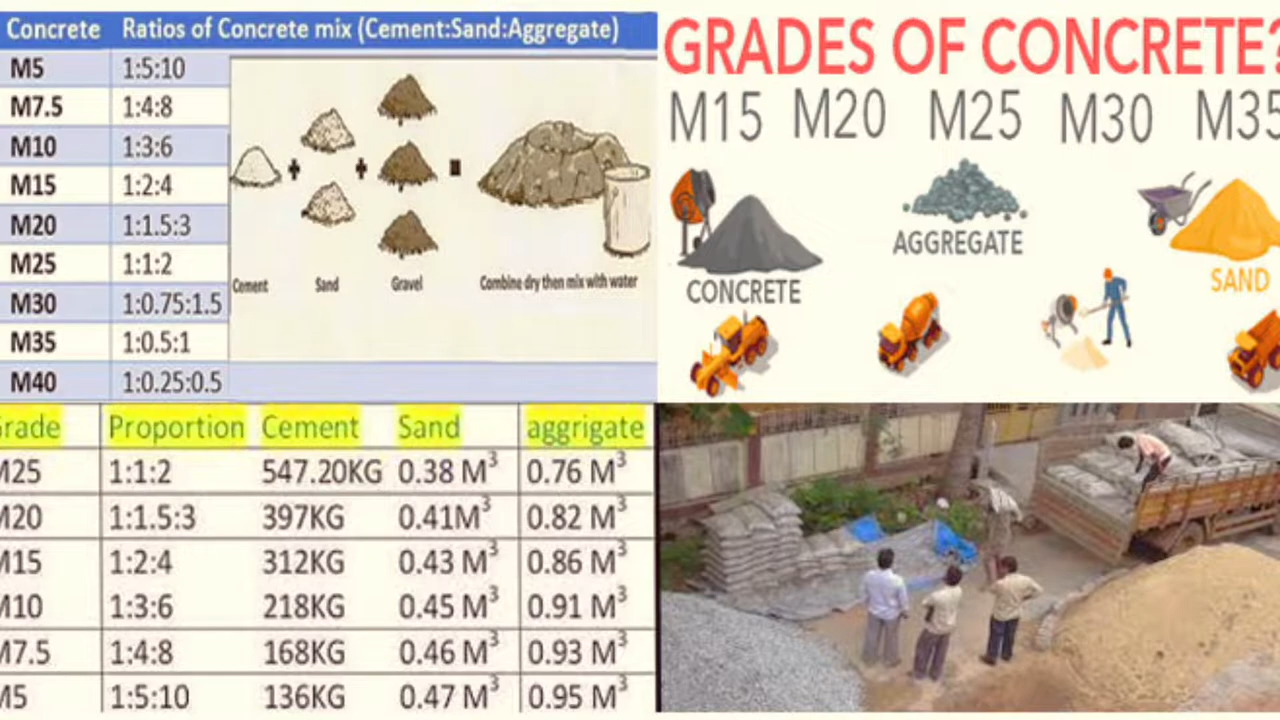 Concrete Ratios of Concrete mix (Cement:Sand:Aggregate)
M5 1:5:10
M7.5 1:4:8
M10 1:3:6
M15 1:2:4
M20 1:1.5:3
M25 1:1:2
M30 1:0.75:1.5
M35 1:0.5:1
M40 1:0.25:0.5
Cement Sand Gravel Combine dry then mix with water
GRADES OF CONCRETE?
M15 M20 M25 M30 M35
AGGREGATE
CONCRETE
SAND
Grade Proportion Cement Sand aggrigate
M25 1:1:2 547.20KG 0.38 M³ 0.76 M³
M20 1:1.5:3 397KG 0.41M³ 0.82 M³
M15 1:2:4 312KG 0.43 M³ 0.86 M³
M10 1:3:6 218KG 0.45 M³ 0.91 M³
M7.5 1:4:8 168KG 0.46 M³ 0.93 M³
M5 1:5:10 136KG 0.47 M³ 0.95 M³